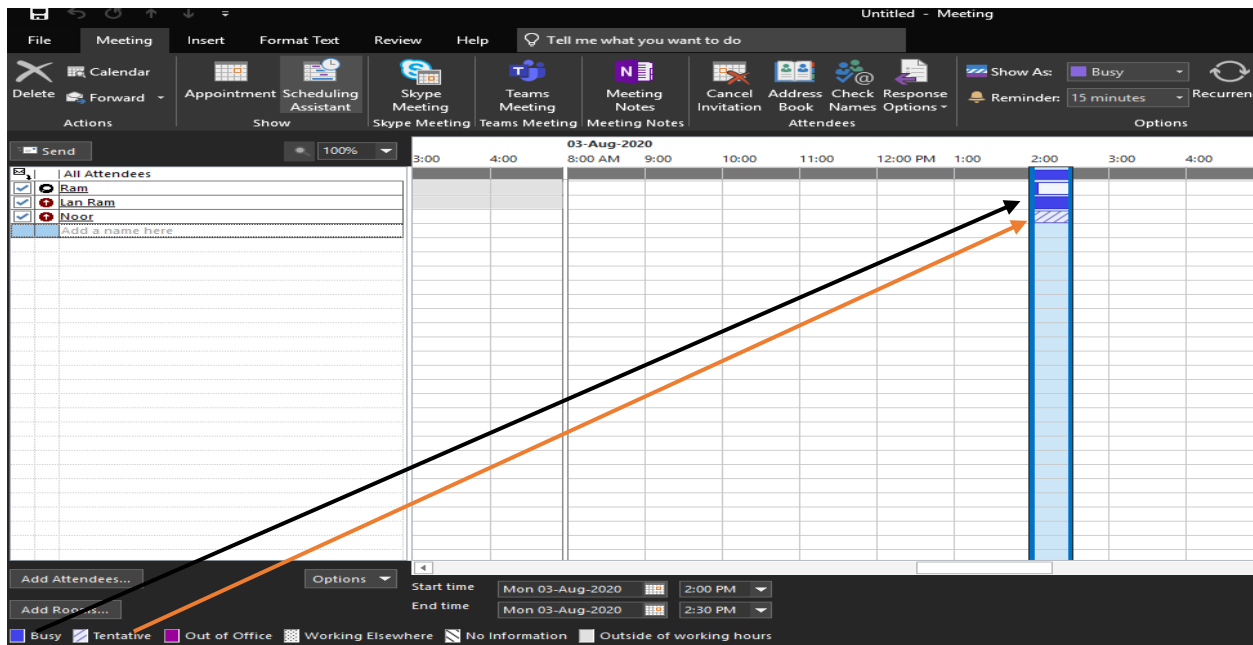 Untitled - Meeting
File Meeting Insert Format Text Review Help Tell me what you want to do
Delete
Calendar
Forward
Actions
Appointment
Scheduling
Assistant
Show
Skype
Meeting
Skype Meeting
Teams
Meeting
Teams Meeting
Meeting
Notes
Meeting Notes
Cancel
Invitation
Address
Book
Check
Names
Response
Options
Attendees
Show As: Busy
Reminder: 15 minutes
Recurren
Options
Send 100%
03-Aug-2020
3:00 4:00 8:00 AM 9:00 10:00 11:00 12:00 PM 1:00 2:00 3:00 4:00
All Attendees
Ram
Lan Ram
Noor
Add a name here
Add Attendees... Options
Add Rooms...
Start time Mon 03-Aug-2020 2:00 PM
End time Mon 03-Aug-2020 2:30 PM
Busy Tentative Out of Office Working Elsewhere No Information Outside of working hours